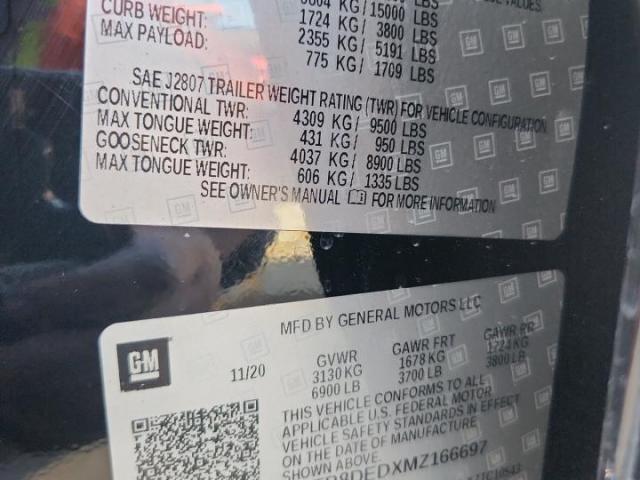 KG/15000 LBS
VALUES.
1724 KG/ 3800 LBS
CURB WEIGHT: 2355 KG/ 5191 LBS
MAX PAYLOAD: 775 KG/ 1709 LBS
SAE J2807 TRAILER WEIGHT RATING (TWR) FOR VEHICLE CONFIGURATION
CONVENTIONAL TWR: 4309 KG/ 9500 LBS
MAX TONGUE WEIGHT: 431 KG/ 950 LBS
GOOSENECK TWR: 4037 KG/ 8900 LBS
MAX TONGUE WEIGHT: 606 KG/ 1335 LBS
SEE OWNER'S MANUAL FOR MORE INFORMATION
MFD BY GENERAL MOTORS LLC
GM
11/20
GVWR
3130 KG
6900 LB
GAWR FRT
1678 KG
3700 LB
GAWR RR
1724 KG
3800 LB
THIS VEHICLE CONFORMS TO ALL
APPLICABLE U.S. FEDERAL MOTOR
VEHICLE SAFETY STANDARDS IN EFFECT
ON THE DATE OF MANUFACTURE SHOWN
ABOVE.
8DEDXMZ166697